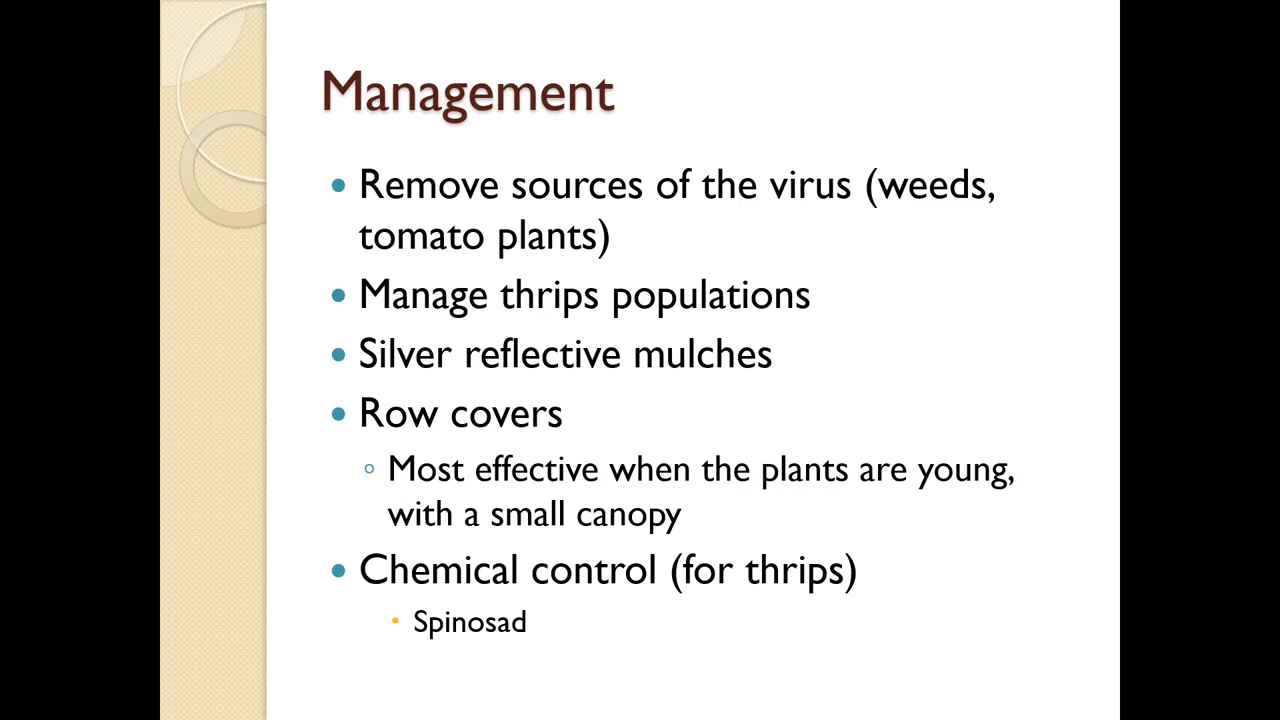 Management
• Remove sources of the virus (weeds,
tomato plants)
• Manage thrips populations
• Silver reflective mulches
• Row covers
◦ Most effective when the plants are young,
with a small canopy
• Chemical control (for thrips)
• Spinosad